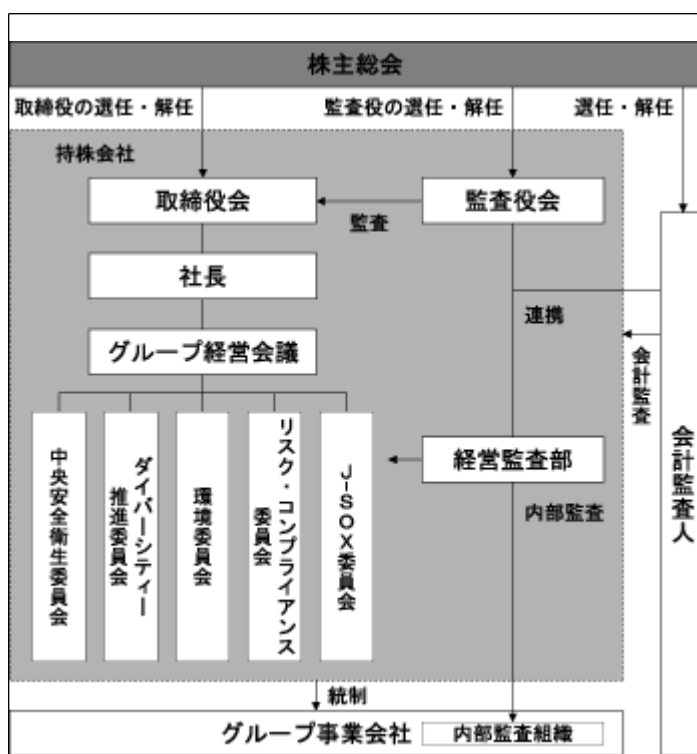 株主総会
取締役の選任・解任
監査役の選任・解任
選任・解任
持株会社
取締役会
監査
監査役会
社長
連携
グループ経営会議
会計監査
会計監査人
中央安全衛生委員会
ダイバーシティー
推進委員会
環境委員会
リスク・コンプライアンス
委員会
J-SOX委員会
経営監査部
内部監査
統制
グループ事業会社
内部監査組織